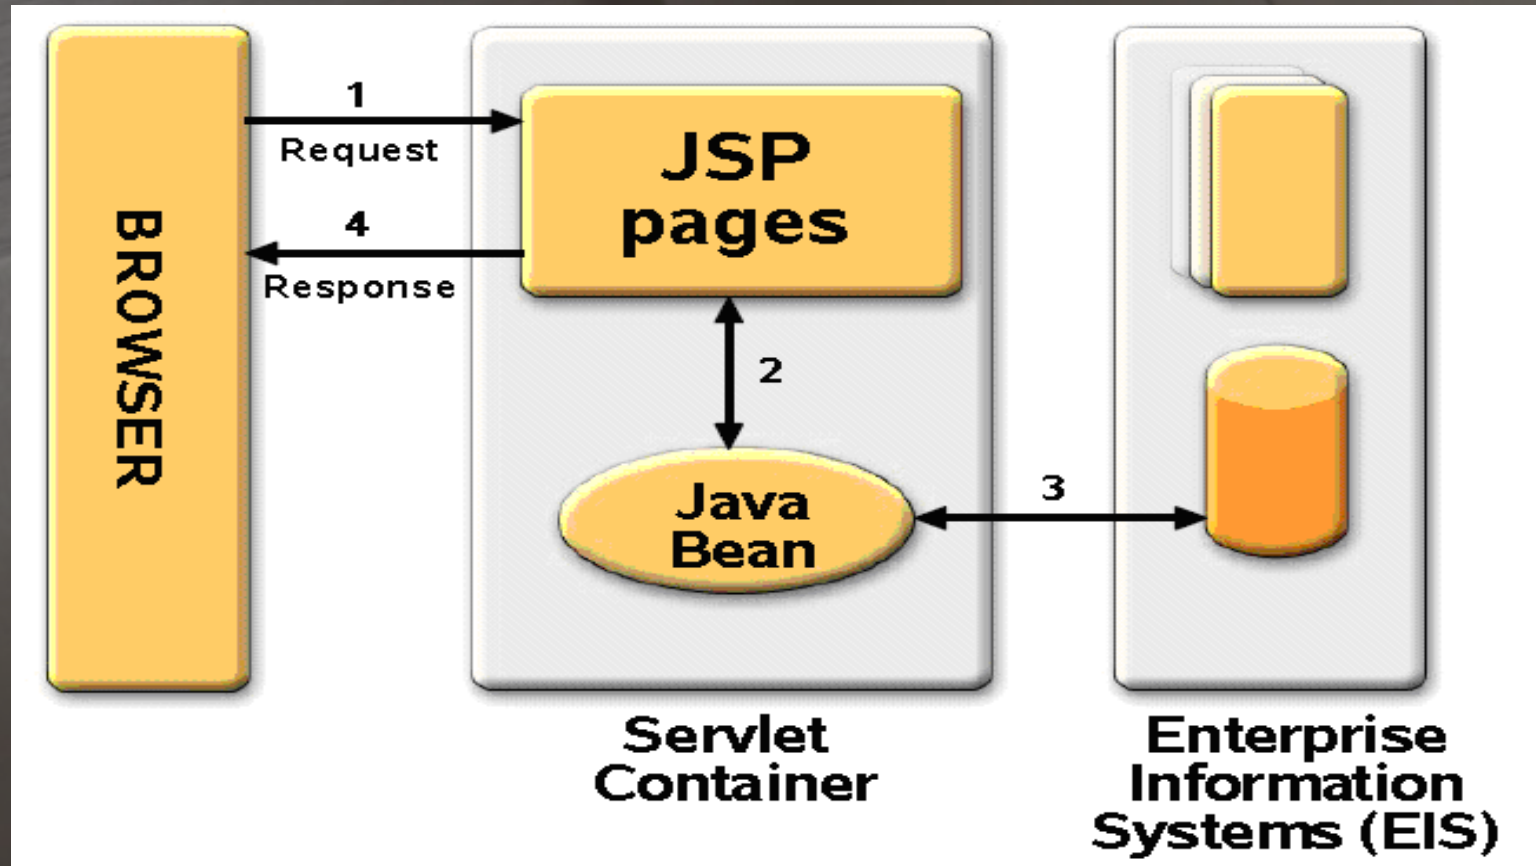 BROWSER
1
Request
4
Response
JSP
pages
2
Java
Bean
3
Servlet
Container
Enterprise
Information
Systems (EIS)